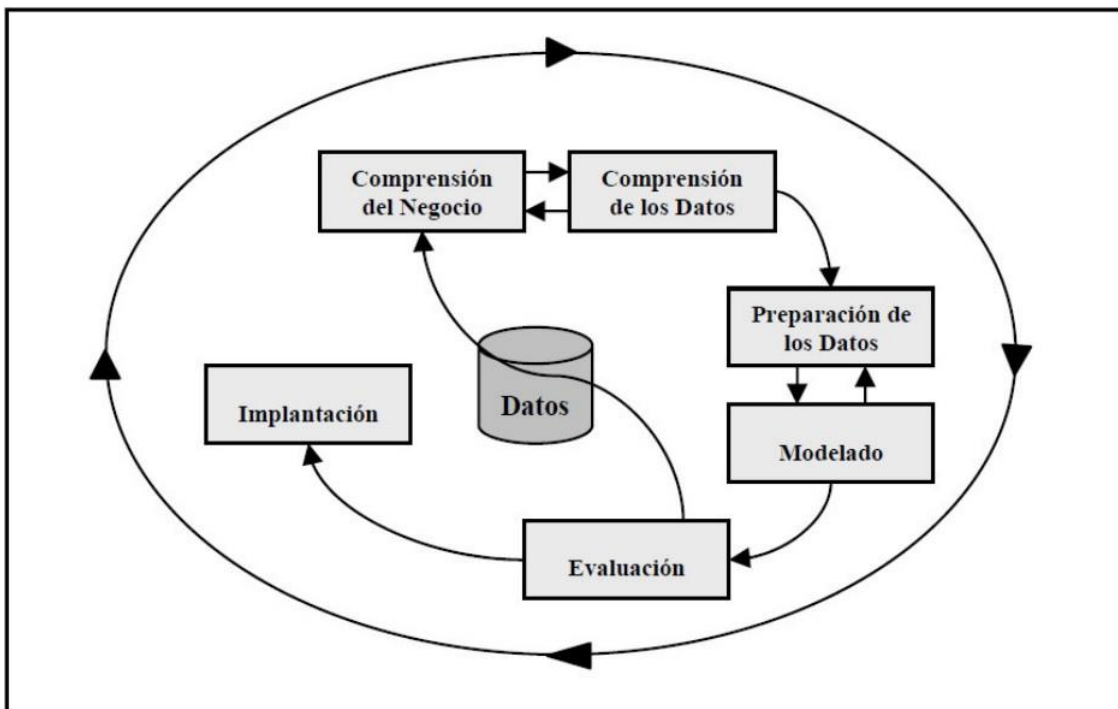 Comprensión
del Negocio
Comprensión
de los Datos
Preparación de
los Datos
Datos
Implantación
Modelado
Evaluación